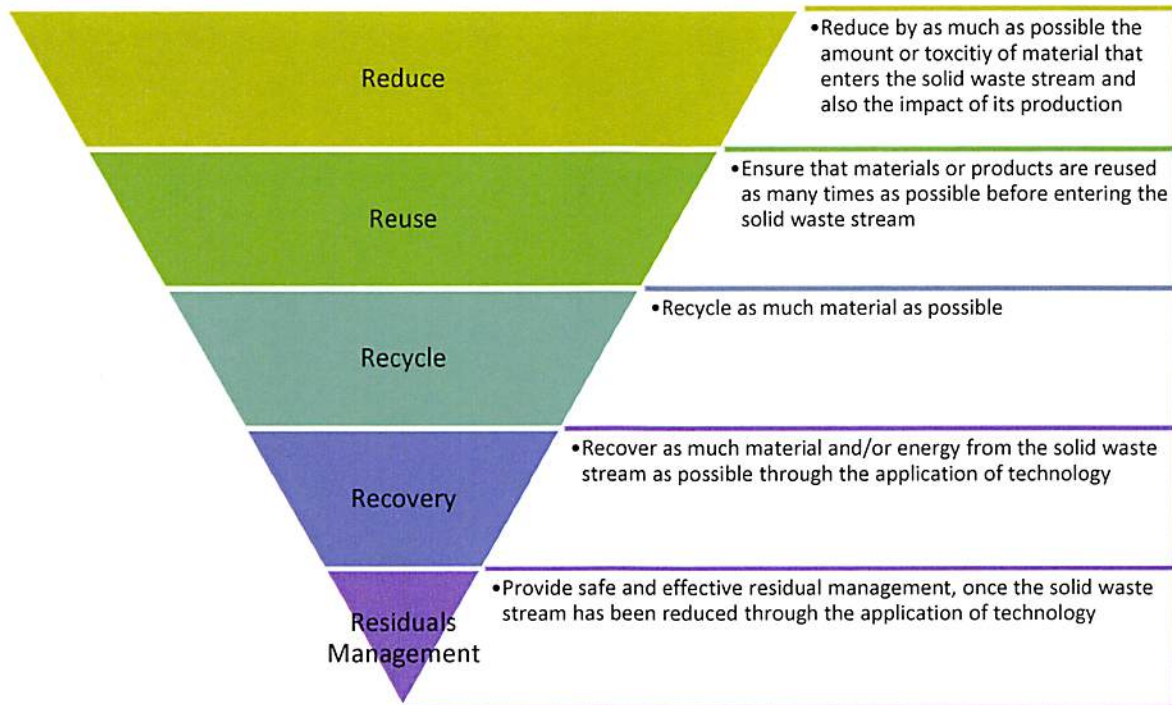 Reduce
•Reduce by as much as possible the
amount or toxcitiy of material that
enters the solid waste stream and
also the impact of its production
Reuse
•Ensure that materials or products are reused
as many times as possible before entering the
solid waste stream
Recycle
•Recycle as much material as possible
Recovery
•Recover as much material and/or energy from the solid waste
stream as possible through the application of technology
Residuals
Management
•Provide safe and effective residual management, once the solid waste
stream has been reduced through the application of technology